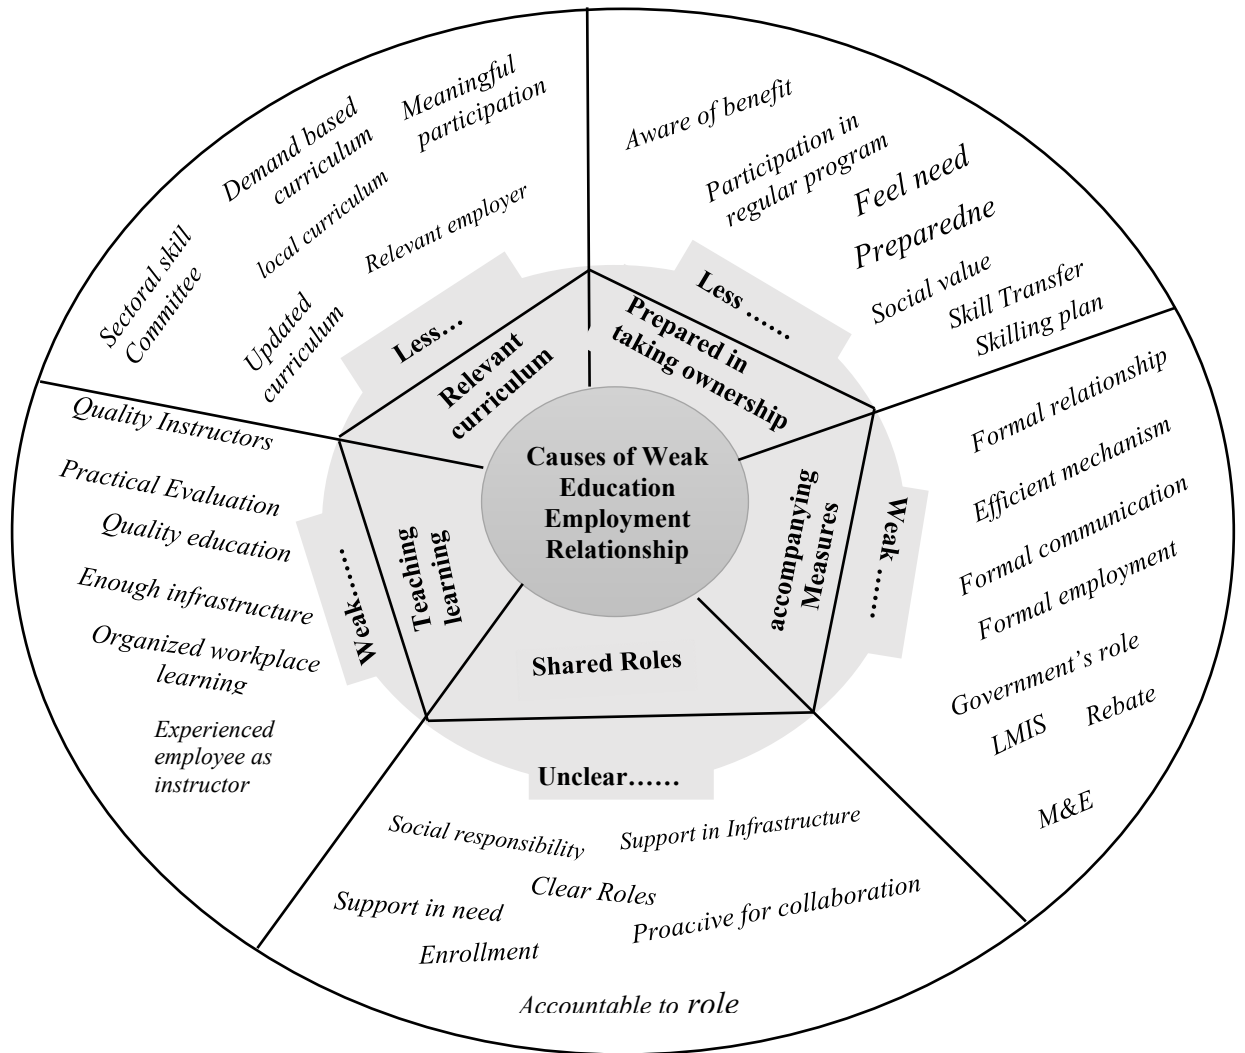 Causes of Weak
Education
Employment
Relationship
Less…
Relevant
curriculum
Meaningful
participation
Demand based
curriculum
local curriculum
Relevant employer
Sectoral skill
Committee
Updated
curriculum
Less ……
Prepared in
taking ownership
Aware of benefit
Participation in
regular program
Feel need
Preparedne
Social value
Skill Transfer
Skilling plan
Weak …….
accompanying
Measures
Formal relationship
Efficient mechanism
Formal communication
Formal employment
Government’s role
LMIS
Rebate
M&E
Shared Roles
Unclear……
Social responsibility
Support in Infrastructure
Clear Roles
Support in need
Proactive for collaboration
Enrollment
Accountable to role
Weak…….
Teaching
learning
Quality Instructors
Practical Evaluation
Quality education
Enough infrastructure
Organized workplace
learning
Experienced
employee as
instructor